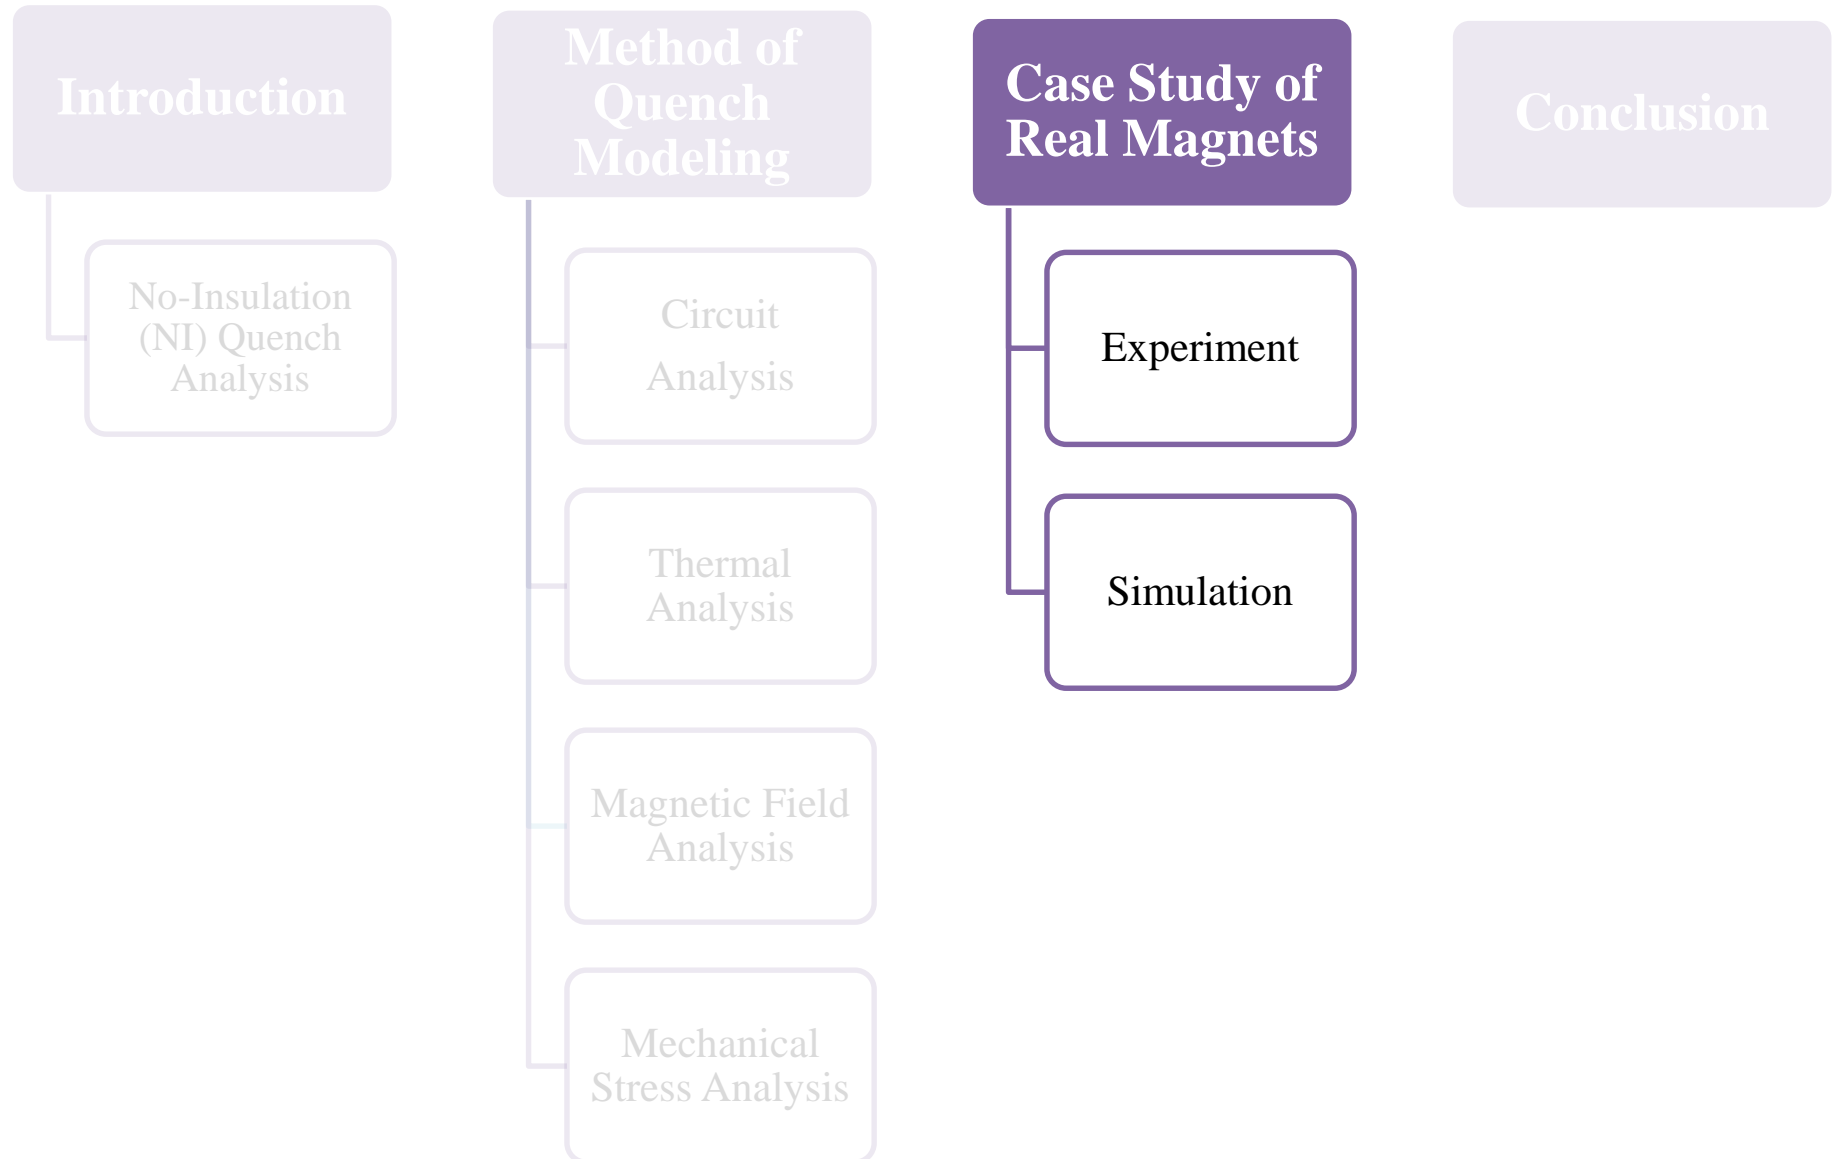 Introduction
No-Insulation
(NI) Quench
Analysis
Method of
Quench
Modeling
Circuit
Analysis
Thermal
Analysis
Magnetic Field
Analysis
Mechanical
Stress Analysis
Case Study of
Real Magnets
Experiment
Simulation
Conclusion